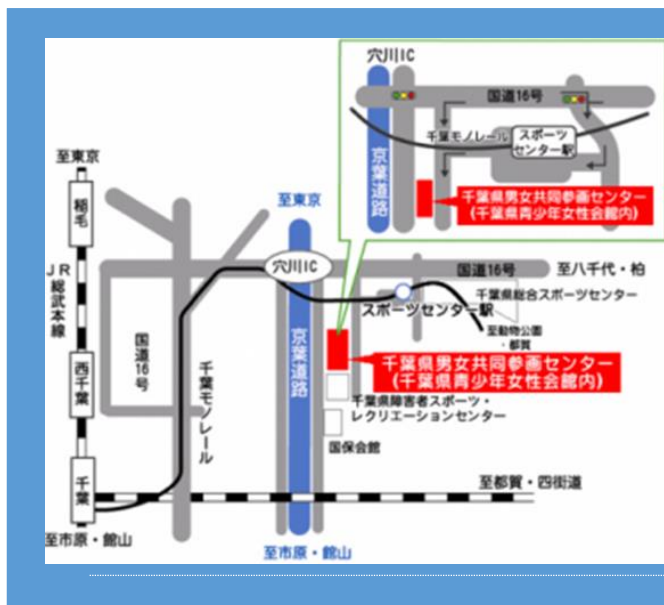 穴川IC
国道16号
千葉モノレール
スポーツ
センター駅
京葉道路
千葉県男女共同参画センター
(千葉県青少年女性会館内)
至東京
稲毛
JR総武本線
西千葉
千葉
至市原・館山
国道16号
千葉モノレール
至東京
穴川IC
京葉道路
至市原・館山
国道16号
至八千代・柏
千葉県総合スポーツセンター
スポーツセンター駅
至動物公園
・都賀
千葉県男女共同参画センター
(千葉県青少年女性会館内)
千葉県障害者スポーツ・
レクリエーションセンター
国保会館
至都賀・四街道